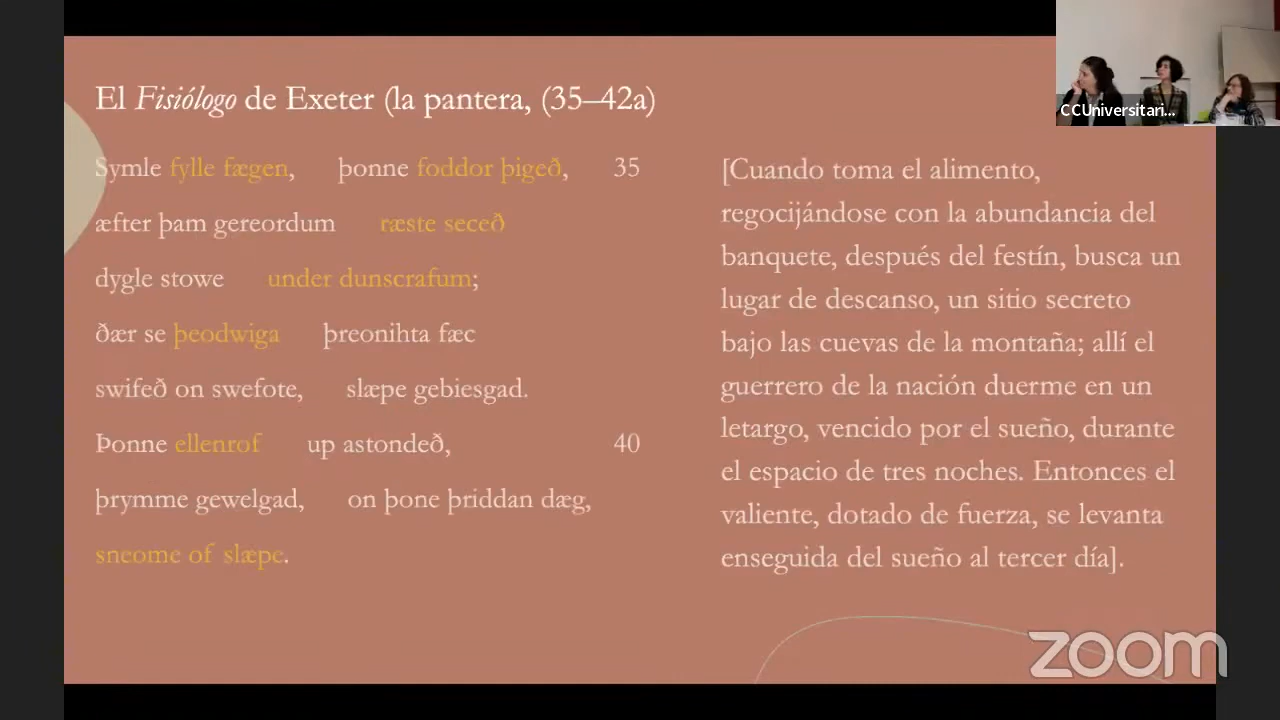 El Fisiólogo de Exeter (la pantera, (35–42a)
Symle fylle fægen, þonne foddor þigeð, 35
æfter þam gereordum ræste seceð
dygle stowe under dunscrafum;
ðær se þeodwiga þreonihta fæc
swifeð on swefote, slæpe gebiesgad.
Þonne ellenrof up astondeð, 40
þrymme gewelgad, on þone þriddan dæg,
sneome of slæpe.
[Cuando toma el alimento,
regocijándose con la abundancia del
banquete, después del festín, busca un
lugar de descanso, un sitio secreto
bajo las cuevas de la montaña; allí el
guerrero de la nación duerme en un
letargo, vencido por el sueño, durante
el espacio de tres noches. Entonces el
valiente, dotado de fuerza, se levanta
enseguida del sueño al tercer día].
CCUniversitari...
zoom